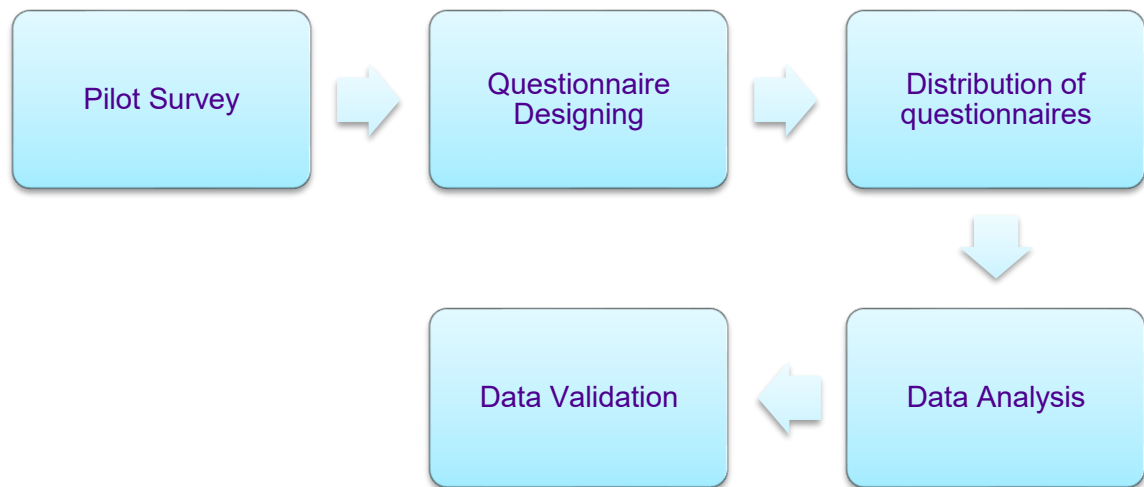 Pilot Survey
Questionnaire
Designing
Distribution of
questionnaires
Data Analysis
Data Validation